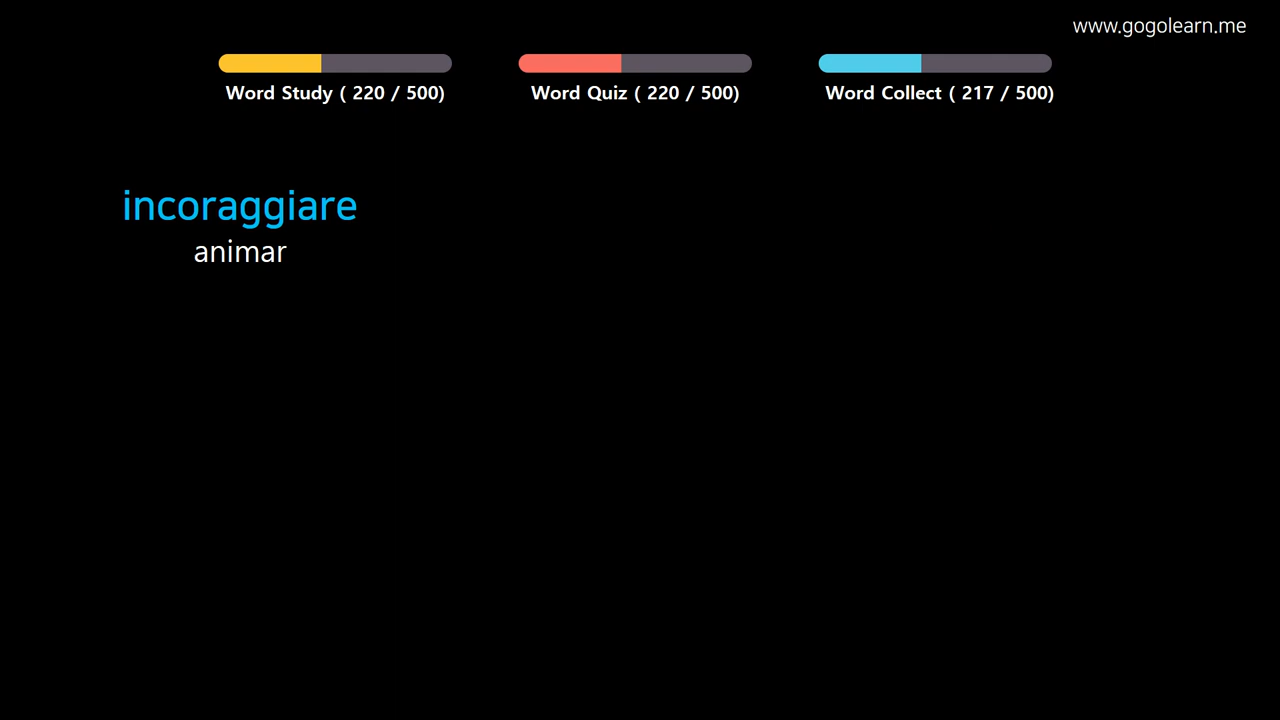 www.gogolearn.me
Word Study ( 220 / 500)
Word Quiz ( 220 / 500)
Word Collect ( 217 / 500)
incoraggiare
animar